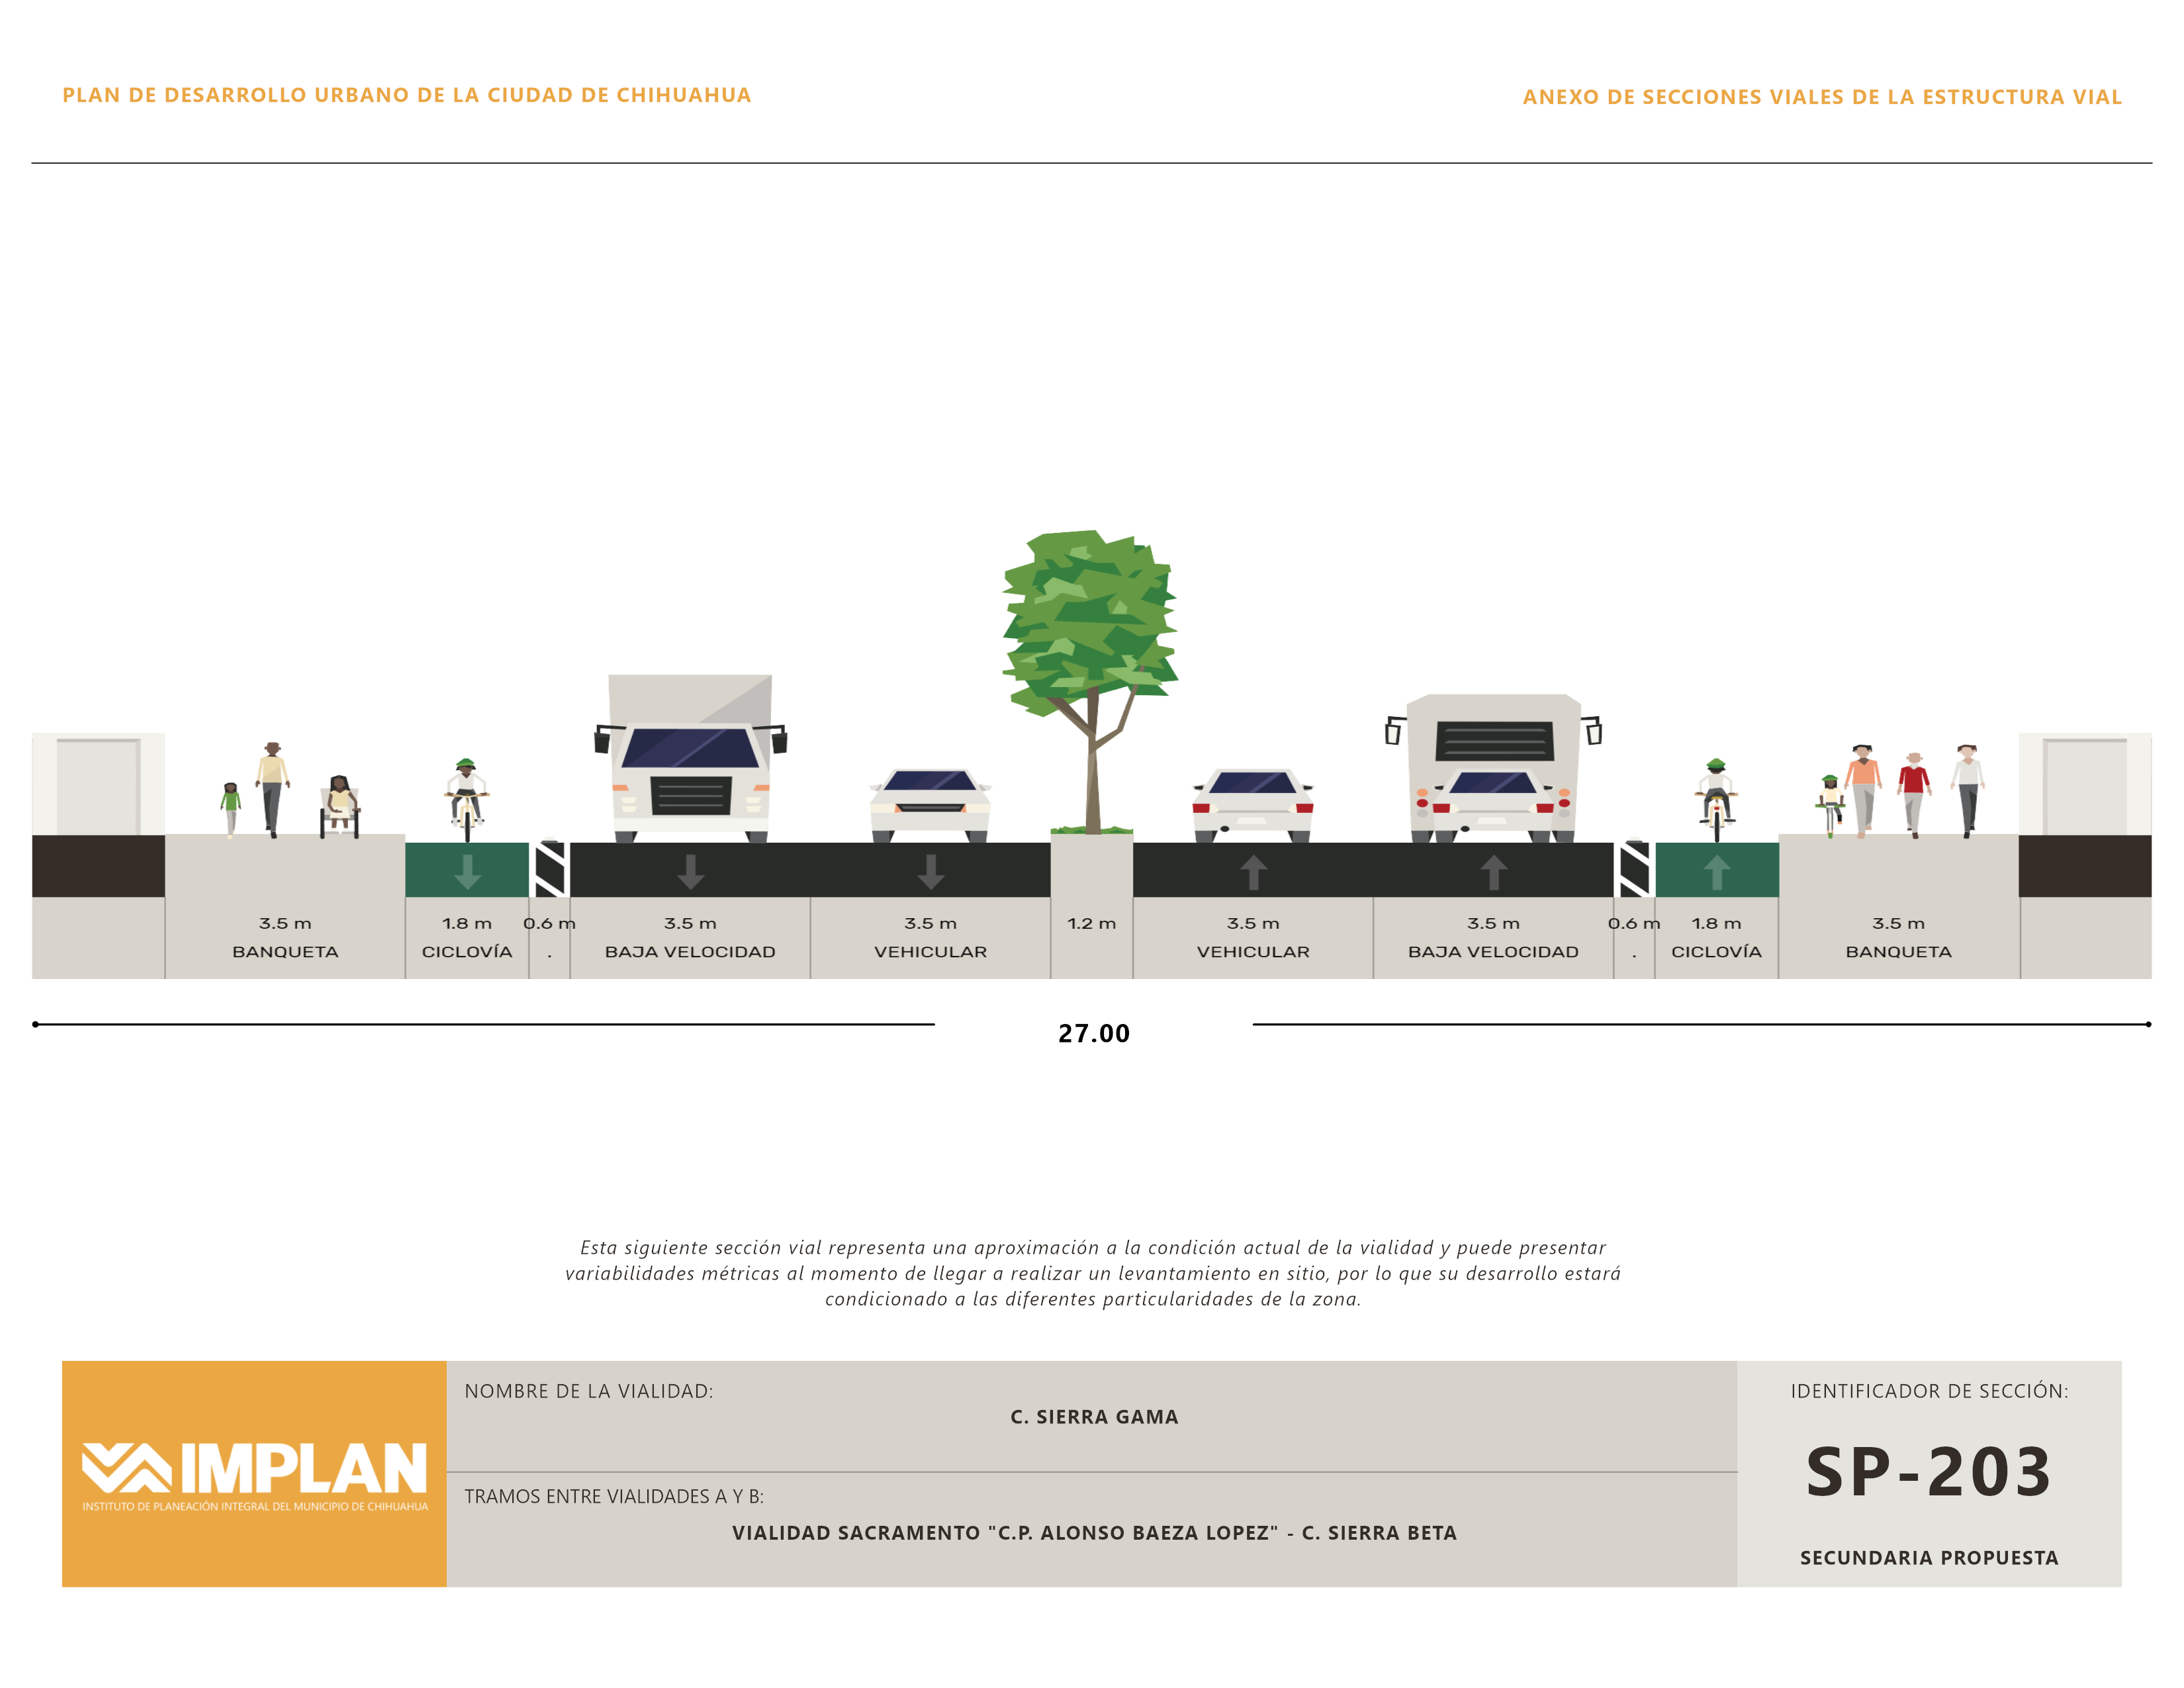 PLAN DE DESARROLLO URBANO DE LA CIUDAD DE CHIHUAHUA
ANEXO DE SECCIONES VIALES DE LA ESTRUCTURA VIAL
3.5 m 1.8 m 0.6 m 3.5 m 3.5 m 1.2 m 3.5 m 3.5 m 0.6 m 1.8 m 3.5 m
BANQUETA CICLOVÍA . BAJA VELOCIDAD VEHICULAR VEHICULAR BAJA VELOCIDAD . CICLOVÍA BANQUETA
27.00
Esta siguiente sección vial representa una aproximación a la condición actual de la vialidad y puede presentar
variabilidades métricas al momento de llegar a realizar un levantamiento en sitio, por lo que su desarrollo estará
condicionado a las diferentes particularidades de la zona.
IMPLAN
INSTITUTO DE PLANEACIÓN INTEGRAL DEL MUNICIPIO DE CHIHUAHUA
NOMBRE DE LA VIALIDAD:
C. SIERRA GAMA
TRAMOS ENTRE VIALIDADES A Y B:
VIALIDAD SACRAMENTO "C.P. ALONSO BAEZA LOPEZ" - C. SIERRA BETA
IDENTIFICADOR DE SECCIÓN:
SP-203
SECUNDARIA PROPUESTA